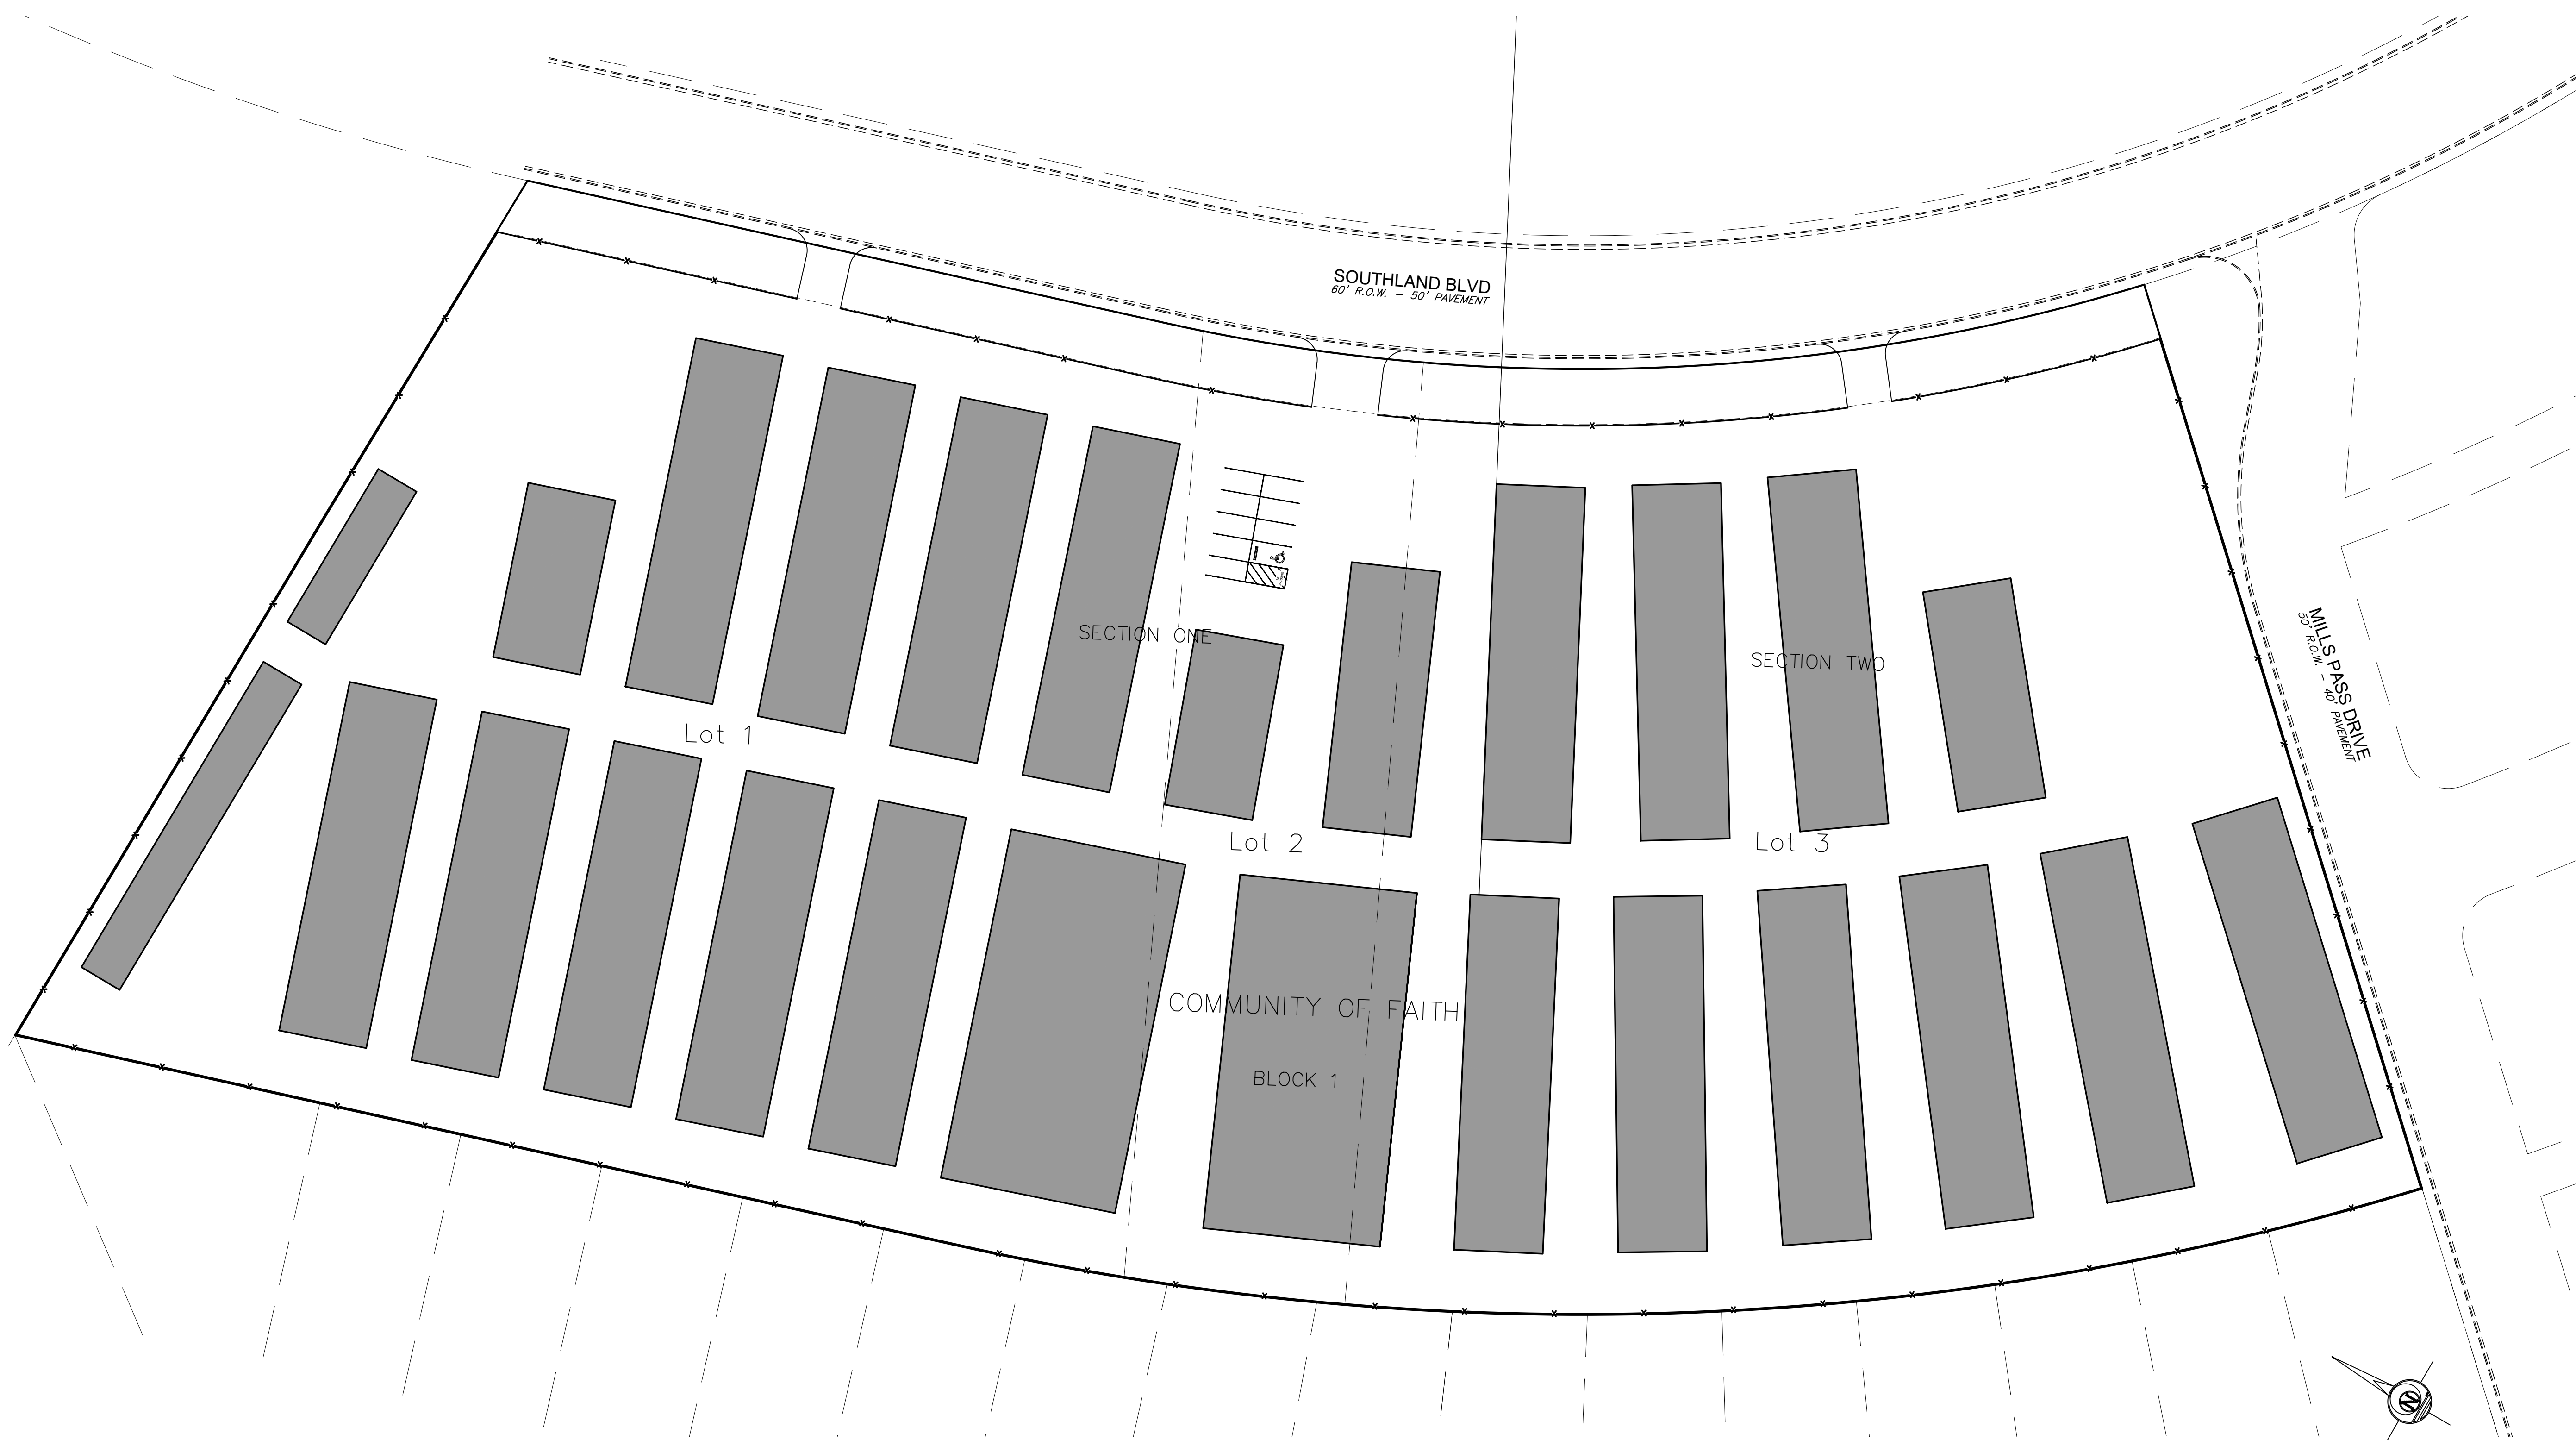 SOUTHLAND BLVD
60' R.O.W. - 50' PAVEMENT
SECTION ONE
SECTION TWO
MILLS PASS DRIVE
50' R.O.W. - 40' PAVEMENT
Lot 1
Lot 2
Lot 3
COMMUNITY OF FAITH
BLOCK 1
N